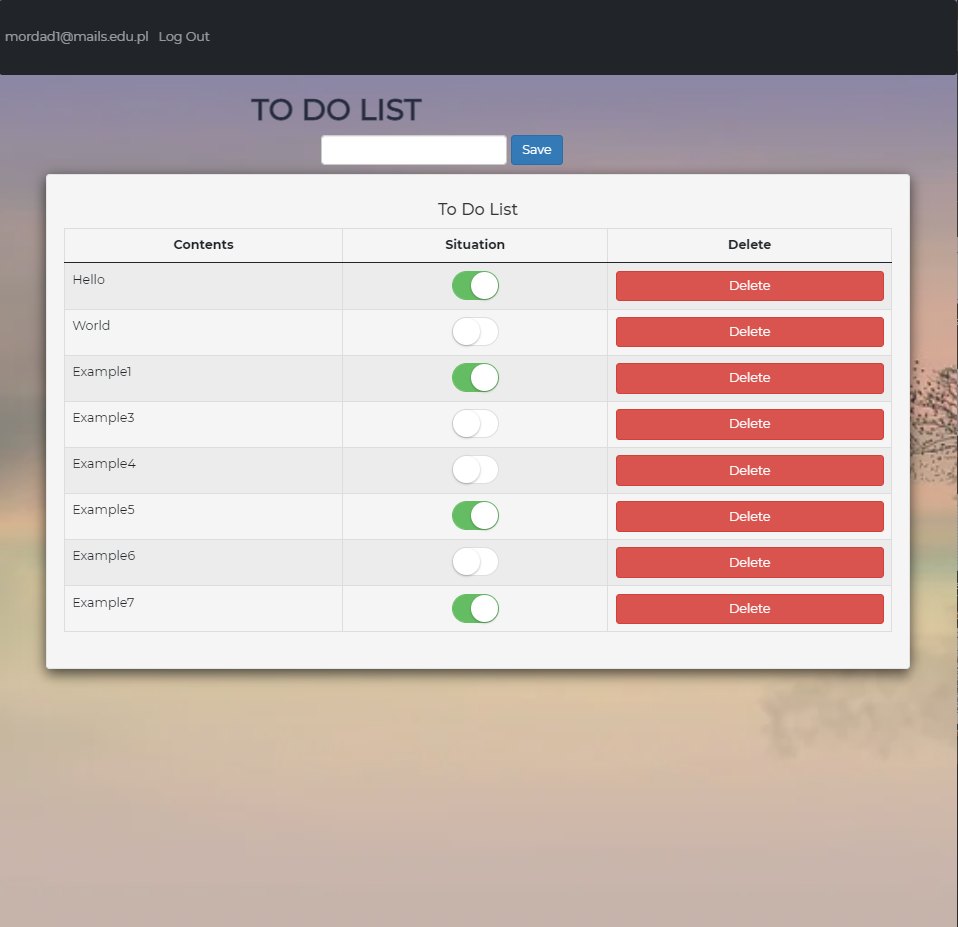 mordad1@mails.edu.pl Log Out
TO DO LIST
Save
To Do List
Contents Situation Delete
Hello Delete
World Delete
Example1 Delete
Example3 Delete
Example4 Delete
Example5 Delete
Example6 Delete
Example7 Delete